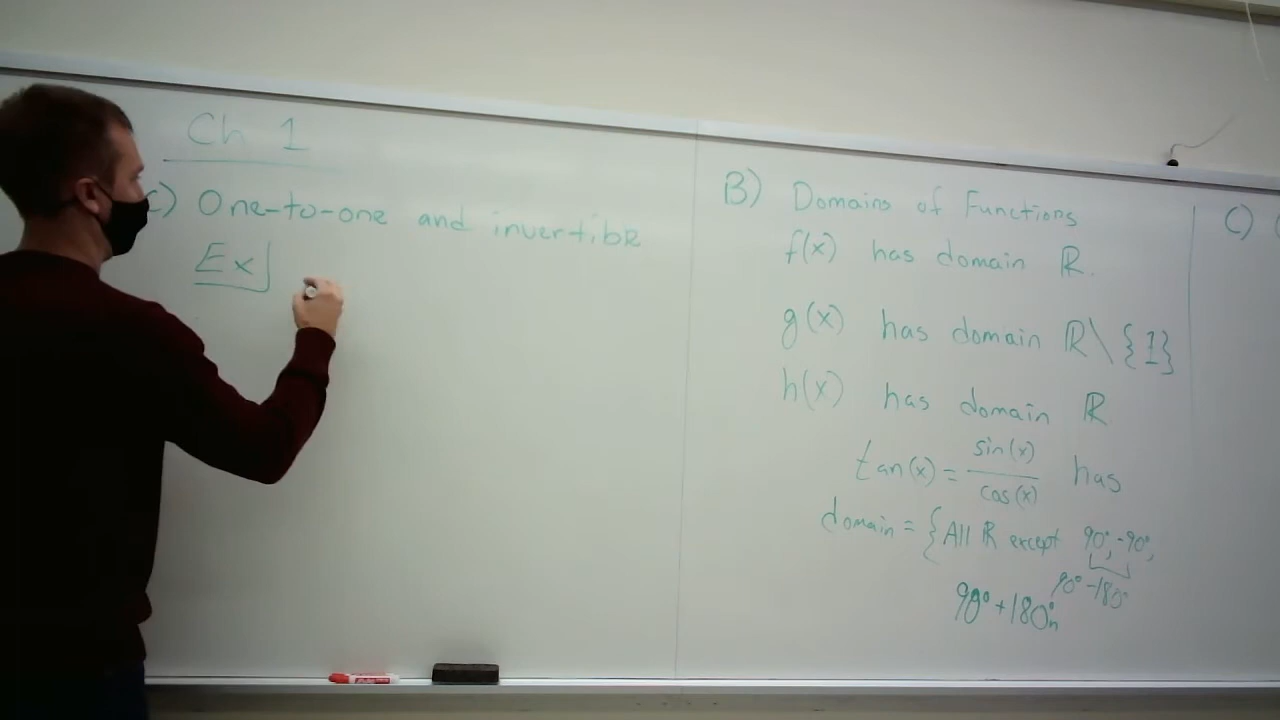 Ch 1
C) One-to-one and invertible
Ex
B) Domains of Functions
f(x) has domain ℝ.
g(x) has domain ℝ\{1}
h(x) has domain ℝ
tan(x) = sin(x)/cos(x) has
domain = {All ℝ except 90°, -90°,
90° -180°
90° + 180°n
C)